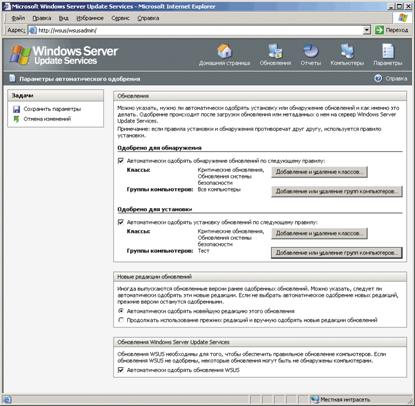 Microsoft Windows Server Update Services - Microsoft Internet Explorer
Файл Правка Вид Избранное Сервис Справка
Адрес: http://wsus/wsusadmin/ Переход
Windows Server
Update Services
Домашняя страница Обновления Отчеты Компьютеры Параметры
Параметры автоматического одобрения Справка
Задачи
Сохранить параметры
Отмена изменений
Обновления
Можно указать, нужно ли автоматически одобрять установку или обнаружение обновлений и как именно это
делать. Одобрение происходит после загрузки обновления или метаданных о нем на сервер Windows Server
Update Services.
Примечание: если правила установки и обнаружения противоречат друг другу, используется правило
установки.
Одобрено для обнаружения
Автоматически одобрять обнаружение обновлений по следующему правилу:
Классы: Критические обновления, Обновления системы безопасности Добавление и удаление классов...
Группы компьютеров: Все компьютеры Добавление или удаление групп компьютеров...
Одобрено для установки
Автоматически одобрять установку обновлений по следующему правилу:
Классы: Критические обновления, Обновления системы безопасности Добавление и удаление классов...
Группы компьютеров: Тест Добавление или удаление групп компьютеров...
Новые редакции обновлений
Иногда выпускаются обновленные версии ранее одобренных обновлений. Можно указать, следует ли
автоматически одобрять эти новые редакции. Если не выбрать автоматическое одобрение новых редакций,
прежние версии останутся одобренными.
Автоматически одобрять новейшую редакцию этого обновления
Продолжать использование прежних редакций и вручную одобрять новые редакции обновлений
Обновления Windows Server Update Services
Обновления WSUS необходимы для того, чтобы обеспечить правильное обновление компьютеров. Если
обновления WSUS не одобрены, некоторые обновления могут быть не обнаружены компьютерами.
Автоматически одобрять обновления WSUS
Местная интрасеть